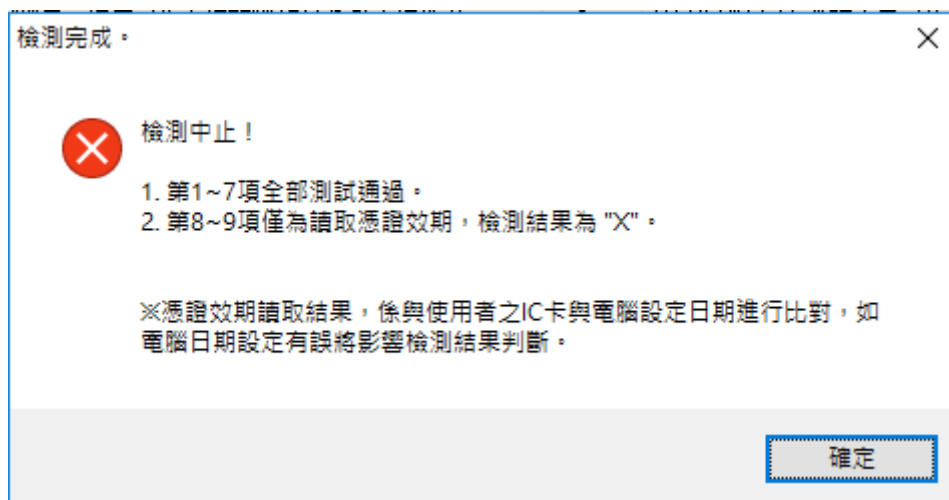 檢測完成。
檢測中止！
1. 第1~7項全部測試通過。
2. 第8~9項僅為讀取憑證效期，檢測結果為 "X"。
※憑證效期讀取結果，係與使用者之IC卡與電腦設定日期進行比對，如
電腦日期設定有誤將影響檢測結果判斷。
確定